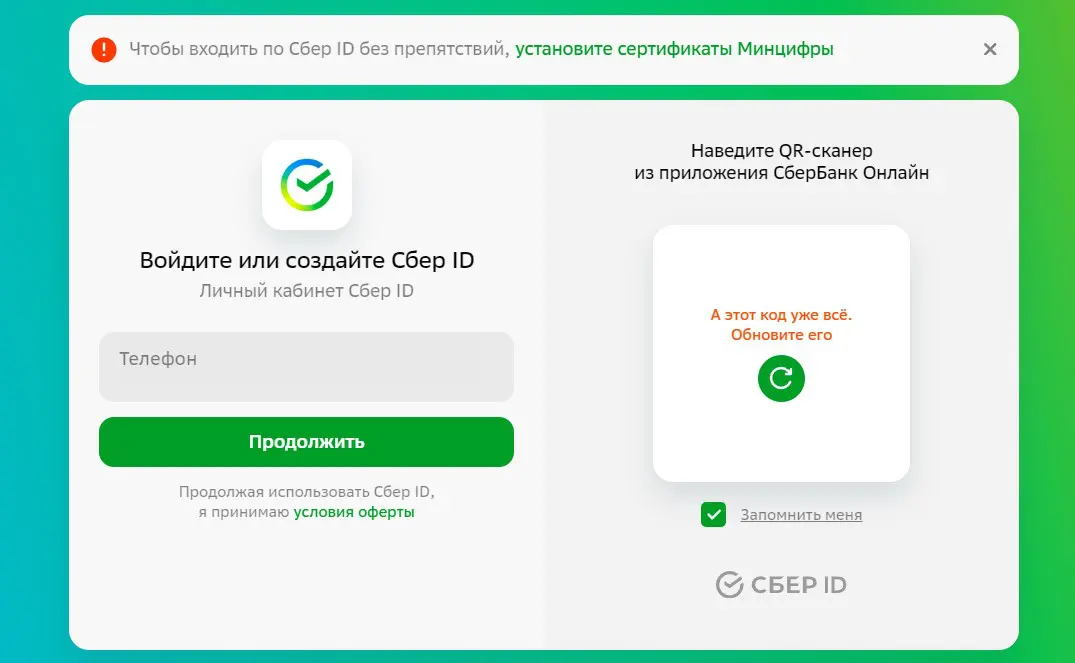 Чтобы входить по Сбер ID без препятствий, установите сертификаты Минцифры
Войдите или создайте Сбер ID
Личный кабинет Сбер ID
Телефон
Продолжить
Продолжая использовать Сбер ID,
я принимаю условия оферты
Наведите QR-сканер
из приложения СберБанк Онлайн
А этот код уже всё.
Обновите его
Запомнить меня
СБЕР ID